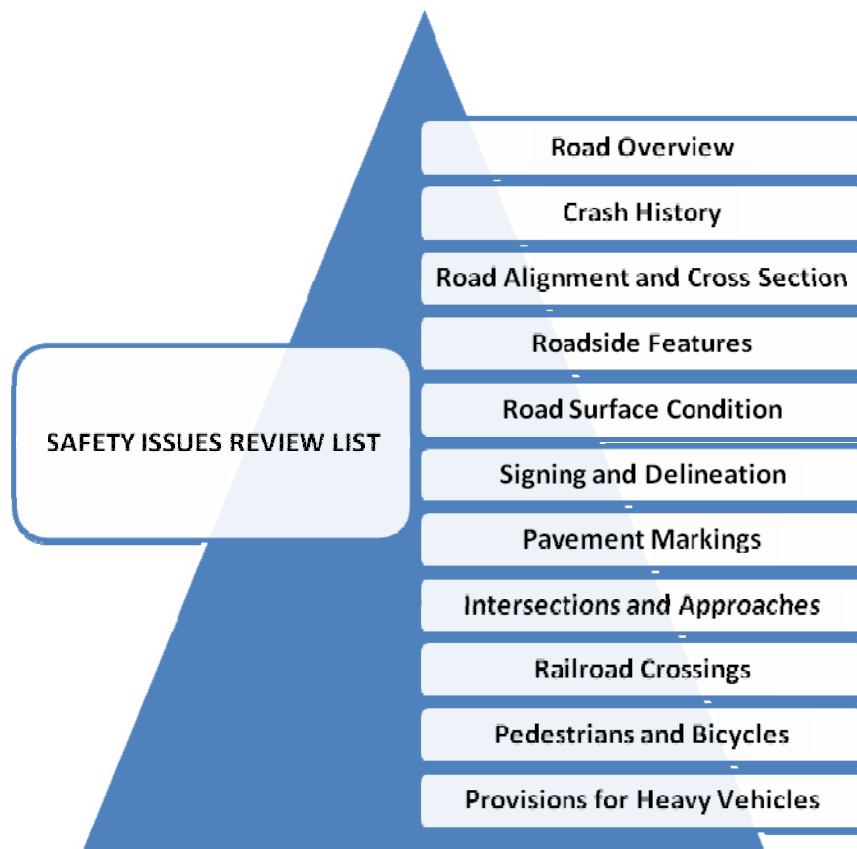 Road Overview
Crash History
Road Alignment and Cross Section
Roadside Features
Road Surface Condition
SAFETY ISSUES REVIEW LIST
Signing and Delineation
Pavement Markings
Intersections and Approaches
Railroad Crossings
Pedestrians and Bicycles
Provisions for Heavy Vehicles